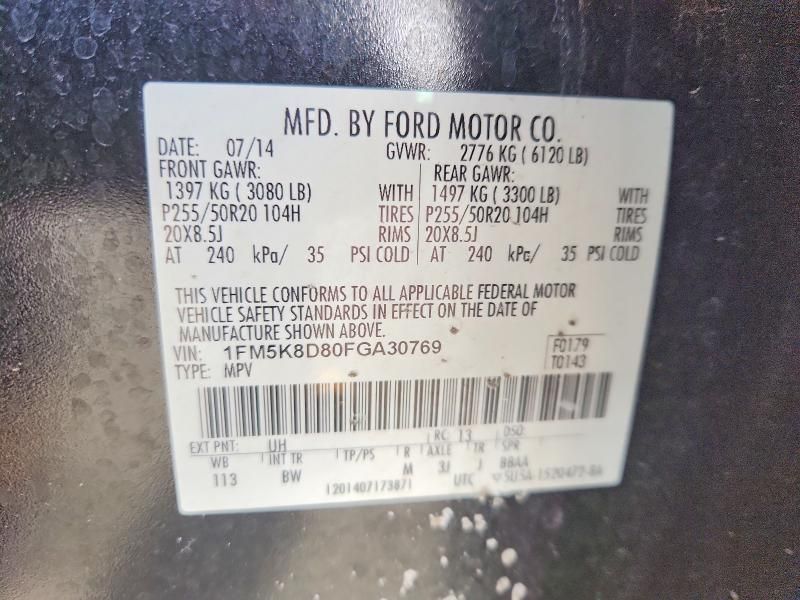 MFD. BY FORD MOTOR CO.
DATE: 07/14 GVWR: 2776 KG ( 6120 LB)
FRONT GAWR: REAR GAWR:
1397 KG ( 3080 LB) WITH 1497 KG ( 3300 LB) WITH
P255/50R20 104H TIRES P255/50R20 104H TIRES
20X8.5J RIMS 20X8.5J RIMS
AT 240 kPa/ 35 PSI COLD AT 240 kPa/ 35 PSI COLD
THIS VEHICLE CONFORMS TO ALL APPLICABLE FEDERAL MOTOR
VEHICLE SAFETY STANDARDS IN EFFECT ON THE DATE OF
MANUFACTURE SHOWN ABOVE.
VIN: 1FM5K8D80FGA30769 F0179
TYPE: MPV T0143
EXT PNT: UH RC: 13 DSO:
WB INT TR TP/PS R AXLE TR SPR
113 BW M 3J J BBAA
1201407173871 UTC